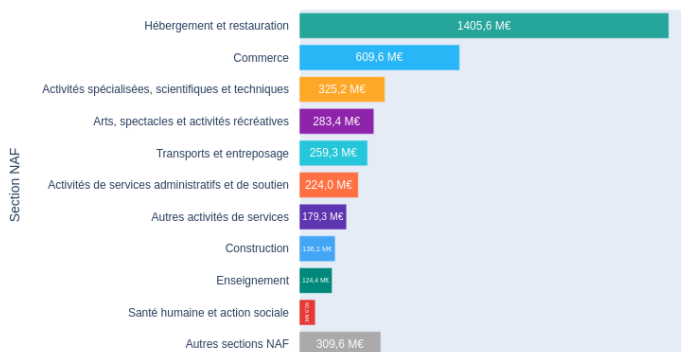 Hébergement et restauration
1405,6 M€
Commerce
609,6 M€
Activités spécialisées, scientifiques et techniques
325,2 M€
Arts, spectacles et activités récréatives
283,4 M€
Transports et entreposage
259,3 M€
Activités de services administratifs et de soutien
224,0 M€
Autres activités de services
179,3 M€
Construction
136,1 M€
Enseignement
124,4 M€
Santé humaine et action sociale
Autres sections NAF
309,6 M€
Section NAF